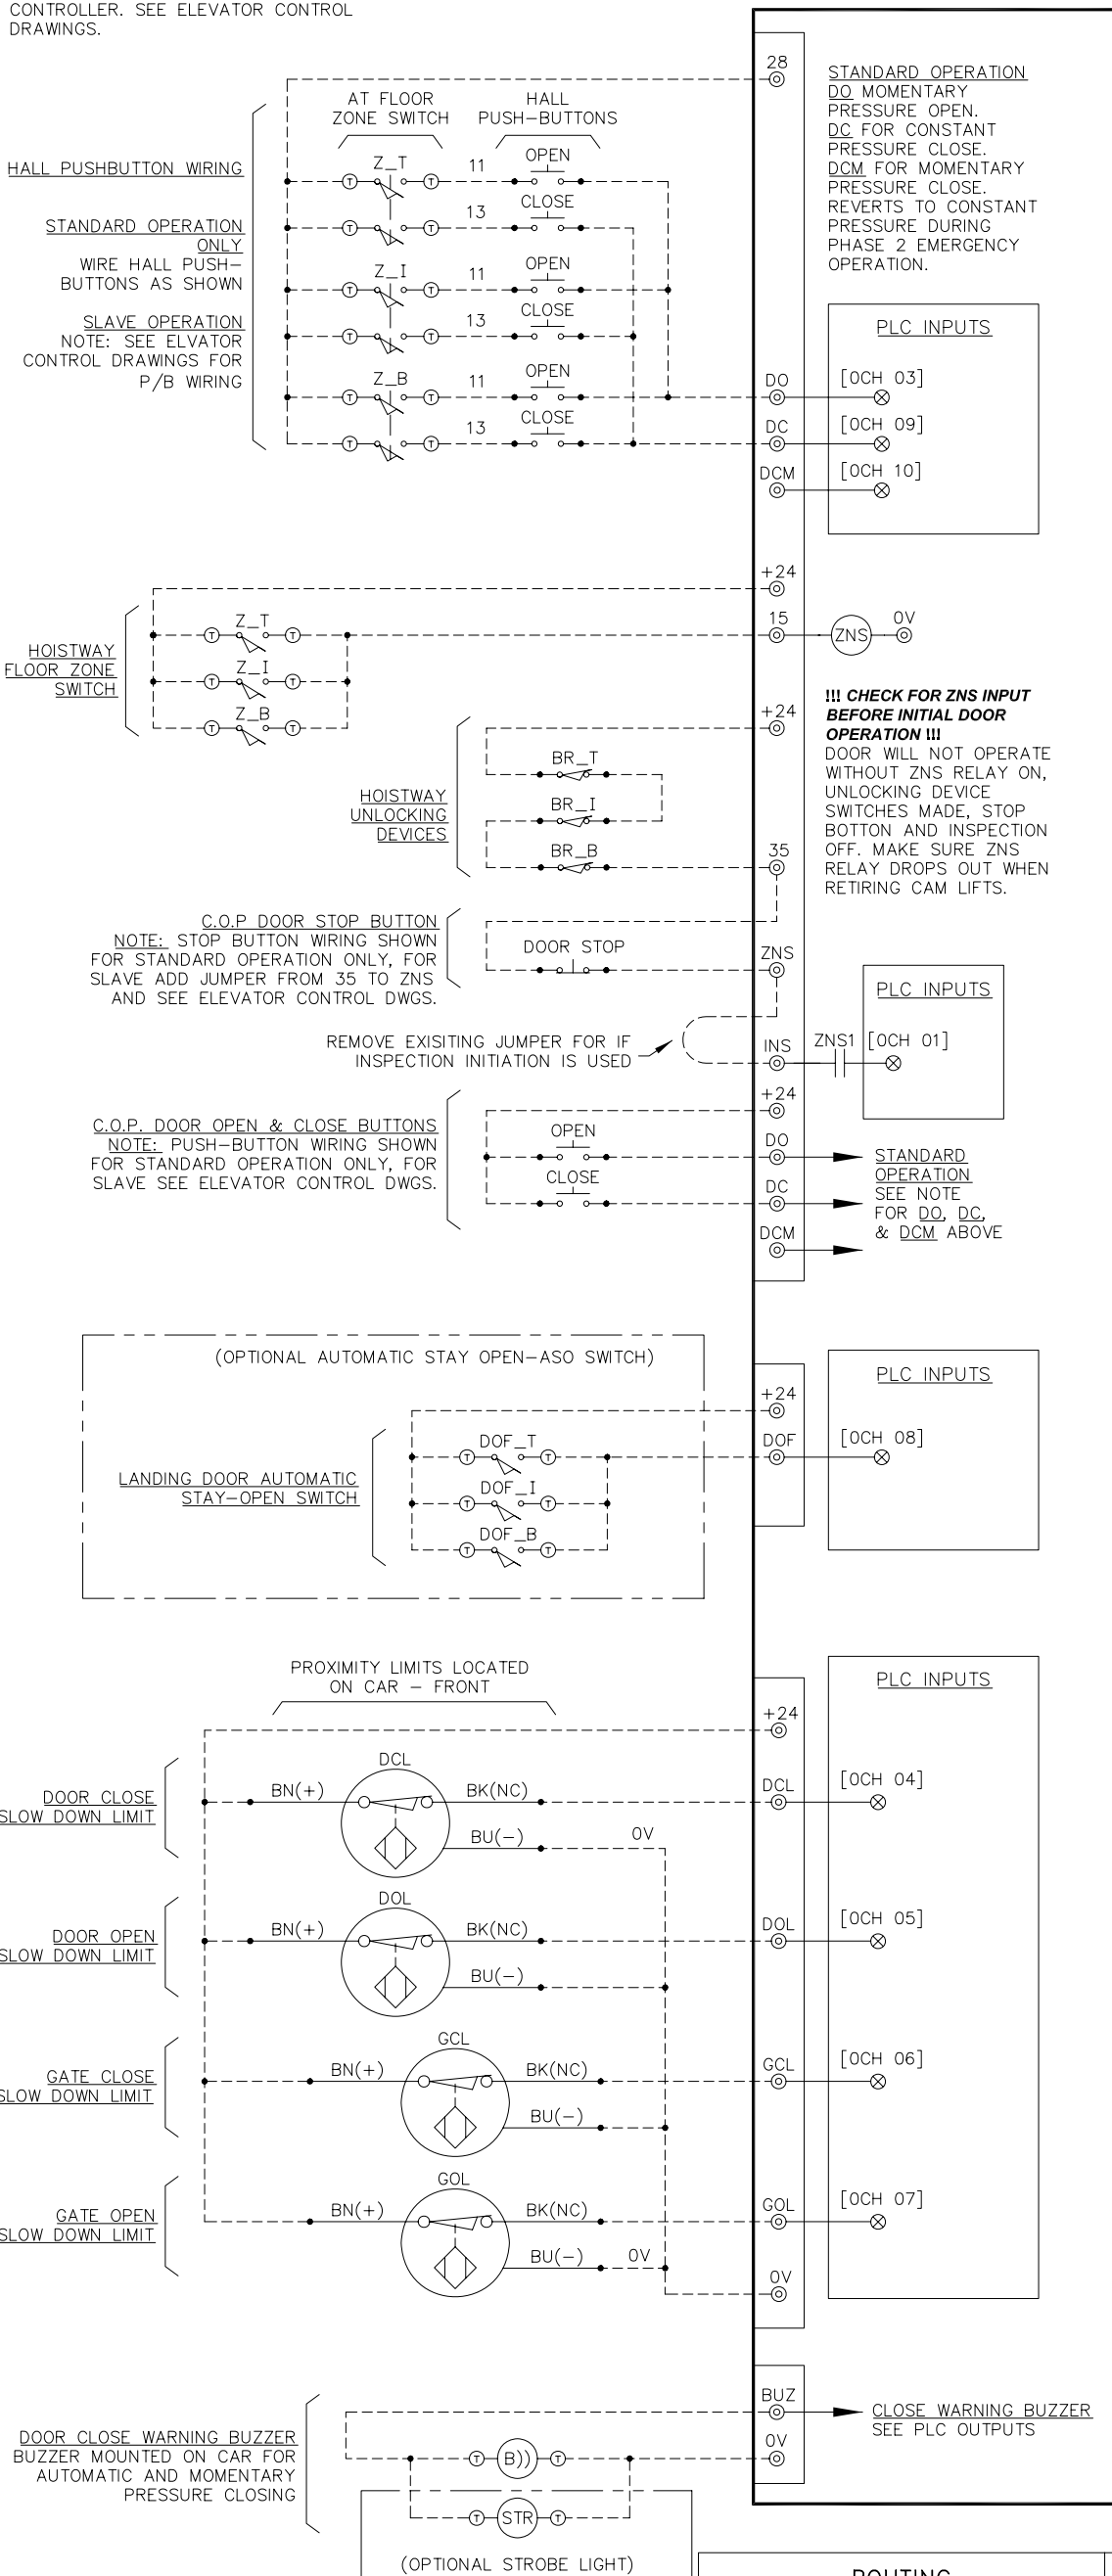 CONTROLLER. SEE ELEVATOR CONTROL
DRAWINGS.
28
AT FLOOR
ZONE SWITCH
HALL
PUSH-BUTTONS
STANDARD OPERATION
DO MOMENTARY
PRESSURE OPEN.
DC FOR CONSTANT
PRESSURE CLOSE.
DCM FOR MOMENTARY
PRESSURE CLOSE.
REVERTS TO CONSTANT
PRESSURE DURING
PHASE 2 EMERGENCY
OPERATION.
HALL PUSHBUTTON WIRING
STANDARD OPERATION
ONLY
WIRE HALL PUSH-
BUTTONS AS SHOWN
SLAVE OPERATION
NOTE: SEE ELVATOR
CONTROL DRAWINGS FOR
P/B WIRING
Z_T
T
T
11
OPEN
T
T
13
CLOSE
Z_I
T
T
11
OPEN
T
T
13
CLOSE
Z_B
T
T
11
OPEN
T
T
13
CLOSE
PLC INPUTS
DO
[0CH 03]
DC
[0CH 09]
DCM
[0CH 10]
+24
15
ZNS
0V
HOISTWAY
FLOOR ZONE
SWITCH
Z_T
T
T
Z_I
T
T
Z_B
T
T
!!! CHECK FOR ZNS INPUT
BEFORE INITIAL DOOR
OPERATION !!!
DOOR WILL NOT OPERATE
WITHOUT ZNS RELAY ON,
UNLOCKING DEVICE
SWITCHES MADE, STOP
BOTTON AND INSPECTION
OFF. MAKE SURE ZNS
RELAY DROPS OUT WHEN
RETIRING CAM LIFTS.
+24
HOISTWAY
UNLOCKING
DEVICES
BR_T
BR_I
BR_B
35
C.O.P DOOR STOP BUTTON
NOTE: STOP BUTTON WIRING SHOWN
FOR STANDARD OPERATION ONLY, FOR
SLAVE ADD JUMPER FROM 35 TO ZNS
AND SEE ELEVATOR CONTROL DWGS.
DOOR STOP
ZNS
PLC INPUTS
REMOVE EXISITING JUMPER FOR IF
INSPECTION INITIATION IS USED
INS
ZNS1
[0CH 01]
+24
C.O.P. DOOR OPEN & CLOSE BUTTONS
NOTE: PUSH-BUTTON WIRING SHOWN
FOR STANDARD OPERATION ONLY, FOR
SLAVE SEE ELEVATOR CONTROL DWGS.
OPEN
CLOSE
DO
DC
DCM
STANDARD
OPERATION
SEE NOTE
FOR DO, DC,
& DCM ABOVE
(OPTIONAL AUTOMATIC STAY OPEN-ASO SWITCH)
PLC INPUTS
+24
DOF
[0CH 08]
LANDING DOOR AUTOMATIC
STAY-OPEN SWITCH
DOF_T
T
T
DOF_I
T
T
DOF_B
T
T
PROXIMITY LIMITS LOCATED
ON CAR - FRONT
PLC INPUTS
+24
DOOR CLOSE
SLOW DOWN LIMIT
BN(+)
DCL
BK(NC)
BU(-)
0V
DCL
[0CH 04]
DOOR OPEN
SLOW DOWN LIMIT
BN(+)
DOL
BK(NC)
BU(-)
DOL
[0CH 05]
GATE CLOSE
SLOW DOWN LIMIT
BN(+)
GCL
BK(NC)
BU(-)
GCL
[0CH 06]
GATE OPEN
SLOW DOWN LIMIT
BN(+)
GOL
BK(NC)
BU(-)
0V
GOL
[0CH 07]
0V
BUZ
CLOSE WARNING BUZZER
SEE PLC OUTPUTS
0V
DOOR CLOSE WARNING BUZZER
BUZZER MOUNTED ON CAR FOR
AUTOMATIC AND MOMENTARY
PRESSURE CLOSING
T
B))
T
T
STR
T
(OPTIONAL STROBE LIGHT)
ROUTING